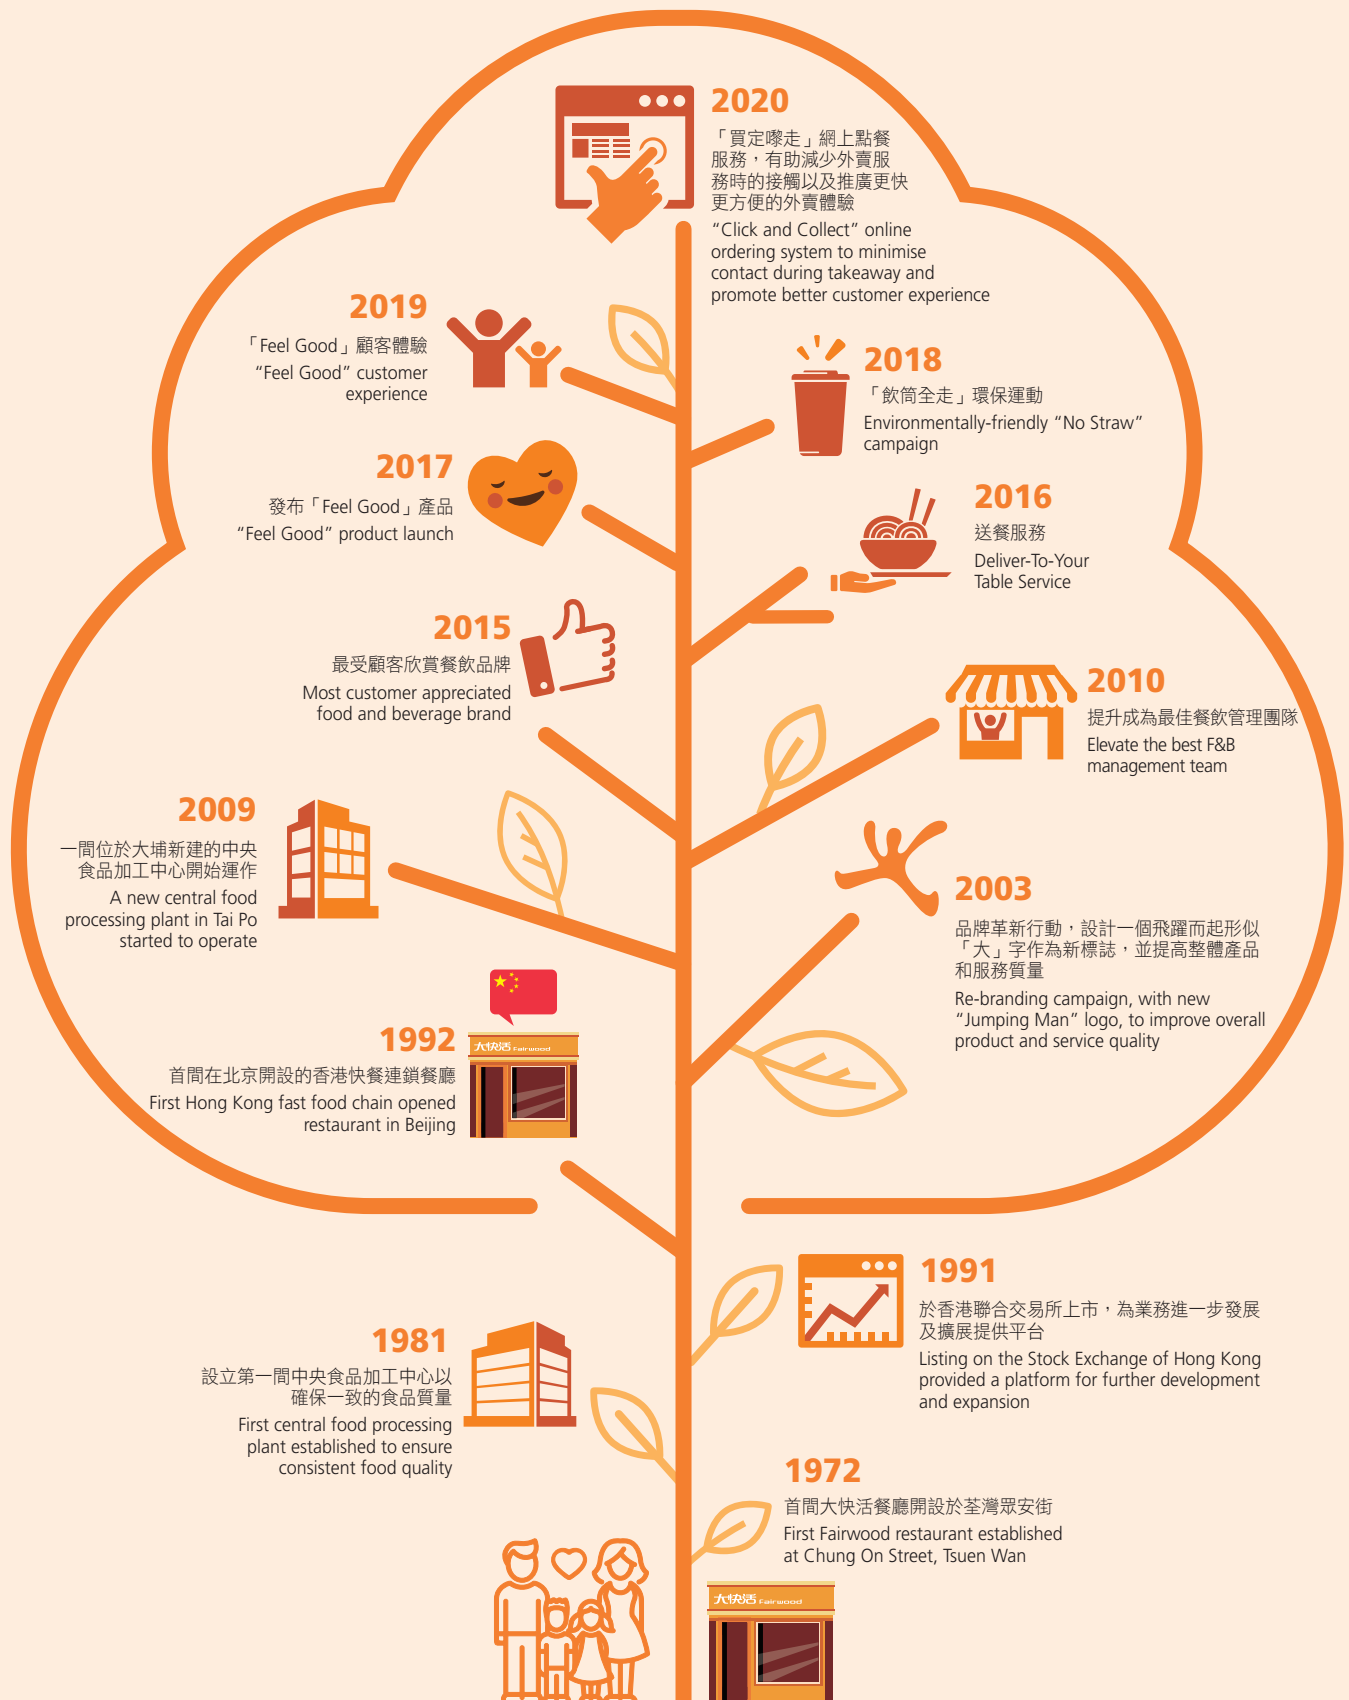 2020
「買定嚟走」網上點餐
服務，有助減少外賣服
務時的接觸以及推廣更快
更方便的外賣體驗
“Click and Collect” online
ordering system to minimise
contact during takeaway and
promote better customer experience
2019
「Feel Good」顧客體驗
“Feel Good” customer
experience
2018
「飲筒全走」環保運動
Environmentally-friendly “No Straw”
campaign
2017
發布「Feel Good」產品
“Feel Good” product launch
2016
送餐服務
Deliver-To-Your
Table Service
2015
最受顧客欣賞餐飲品牌
Most customer appreciated
food and beverage brand
2010
提升成為最佳餐飲管理團隊
Elevate the best F&B
management team
2009
一間位於大埔新建的中央
食品加工中心開始運作
A new central food
processing plant in Tai Po
started to operate
2003
品牌革新行動，設計一個飛躍而起形似
「大」字作為新標誌，並提高整體產品
和服務質量
Re-branding campaign, with new
“Jumping Man” logo, to improve overall
product and service quality
1992
首間在北京開設的香港快餐連鎖餐廳
First Hong Kong fast food chain opened
restaurant in Beijing
大快活 Fairwood
1991
於香港聯合交易所上市，為業務進一步發展
及擴展提供平台
Listing on the Stock Exchange of Hong Kong
provided a platform for further development
and expansion
1981
設立第一間中央食品加工中心以
確保一致的食品質量
First central food processing
plant established to ensure
consistent food quality
1972
首間大快活餐廳開設於荃灣眾安街
First Fairwood restaurant established
at Chung On Street, Tsuen Wan
大快活 Fairwood